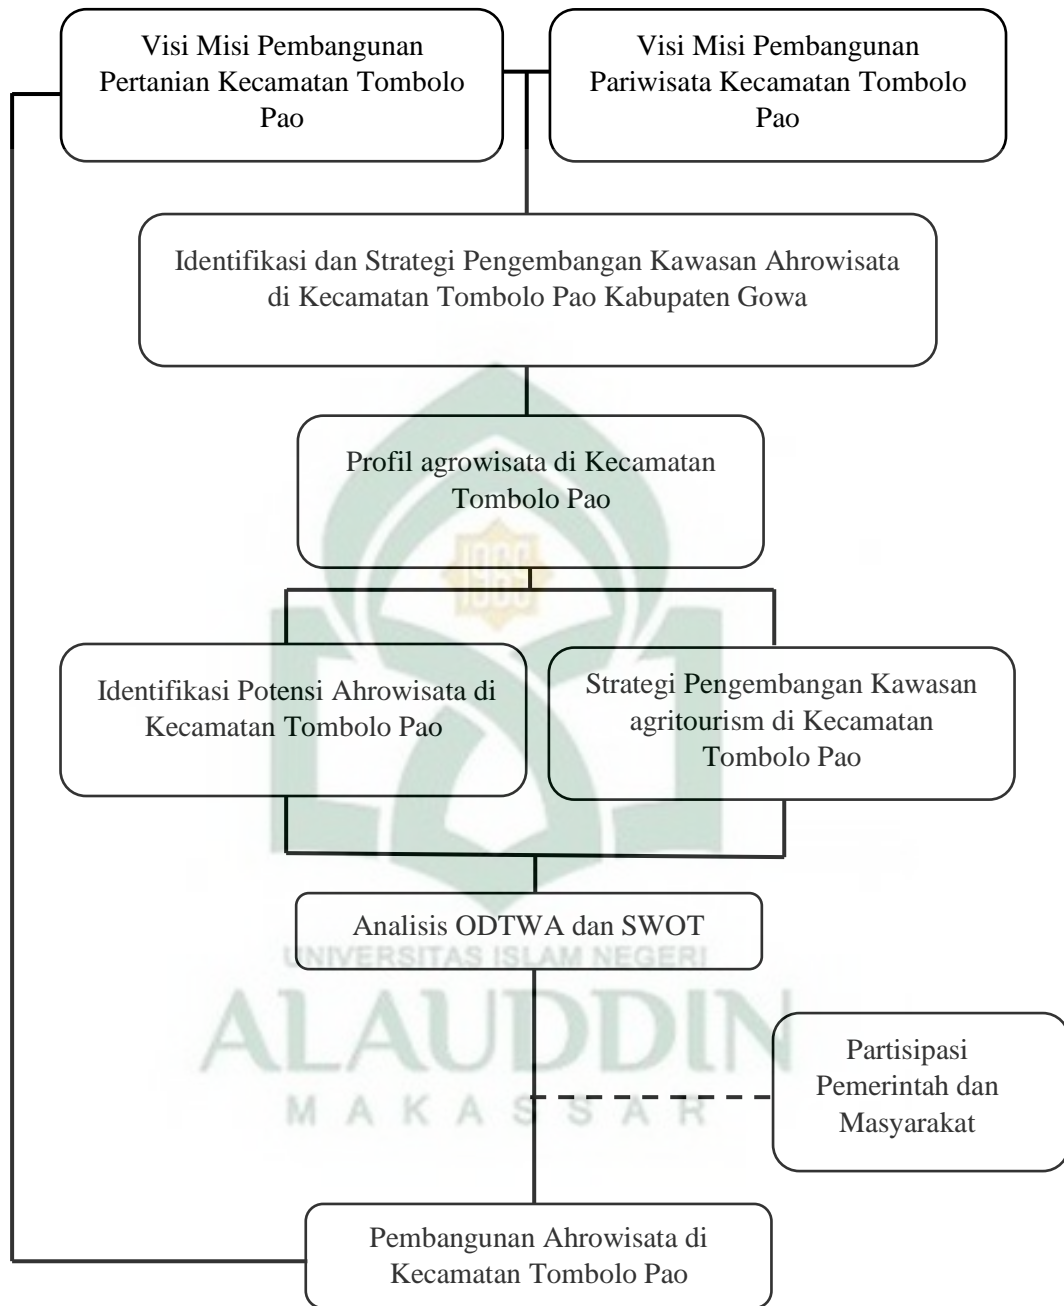 Visi Misi Pembangunan
Pertanian Kecamatan Tombolo
Pao
Visi Misi Pembangunan
Pariwisata Kecamatan Tombolo
Pao
Identifikasi dan Strategi Pengembangan Kawasan Ahrowisata
di Kecamatan Tombolo Pao Kabupaten Gowa
Profil agrowisata di Kecamatan
Tombolo Pao
1965
Identifikasi Potensi Ahrowisata di
Kecamatan Tombolo Pao
Strategi Pengembangan Kawasan
agritourism di Kecamatan
Tombolo Pao
Analisis ODTWA dan SWOT
UNIVERSITAS ISLAM NEGERI
ALAUDDIN
MAKASSAR
Partisipasi
Pemerintah dan
Masyarakat
Pembangunan Ahrowisata di
Kecamatan Tombolo Pao